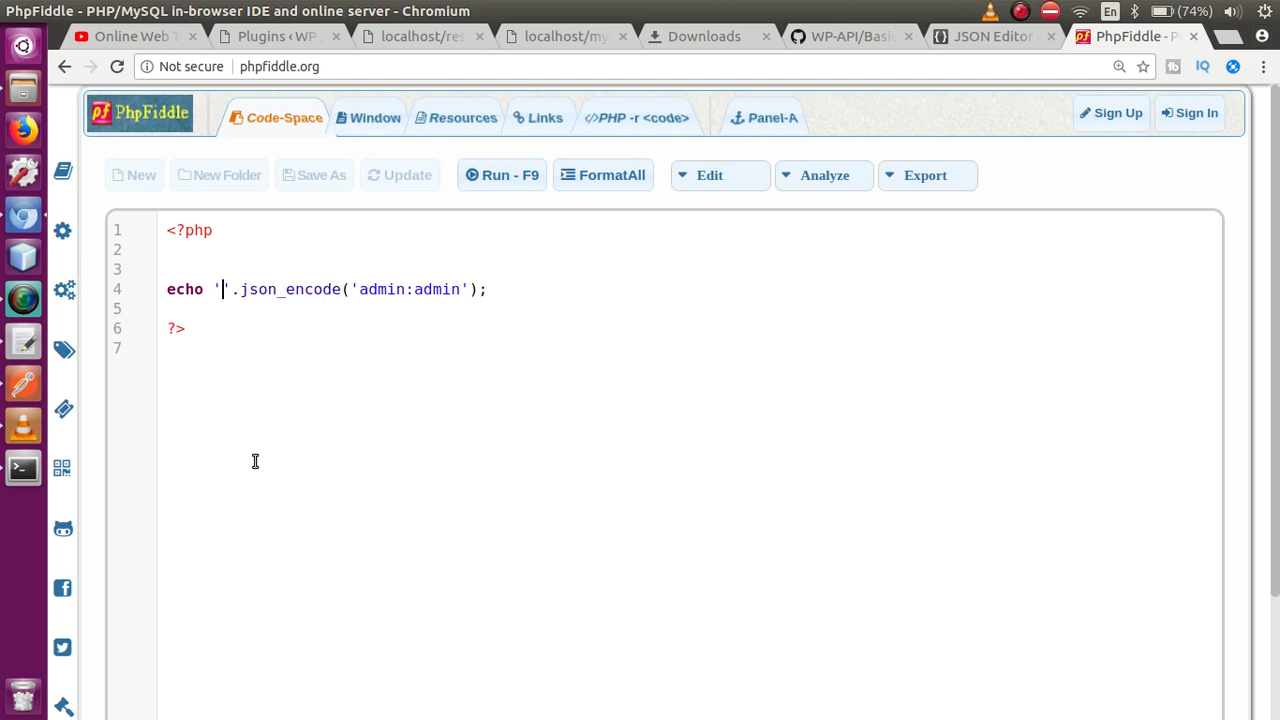 PhpFiddle - PHP/MySQL in-browser IDE and online server - Chromium
En (74%)
Online Web T
Plugins ‹ WP
localhost/res
localhost/my
Downloads
WP-API/Basic
JSON Editor
PhpFiddle - P
Not secure | phpfiddle.org
IQ
pf PhpFiddle
Code-Space
Window
Resources
Links
</>PHP -r <code>
Panel-A
Sign Up
Sign In
New
New Folder
Save As
Update
Run - F9
FormatAll
Edit
Analyze
Export
1 <?php
2
3
4 echo ''.json_encode('admin:admin');
5
6 ?>
7